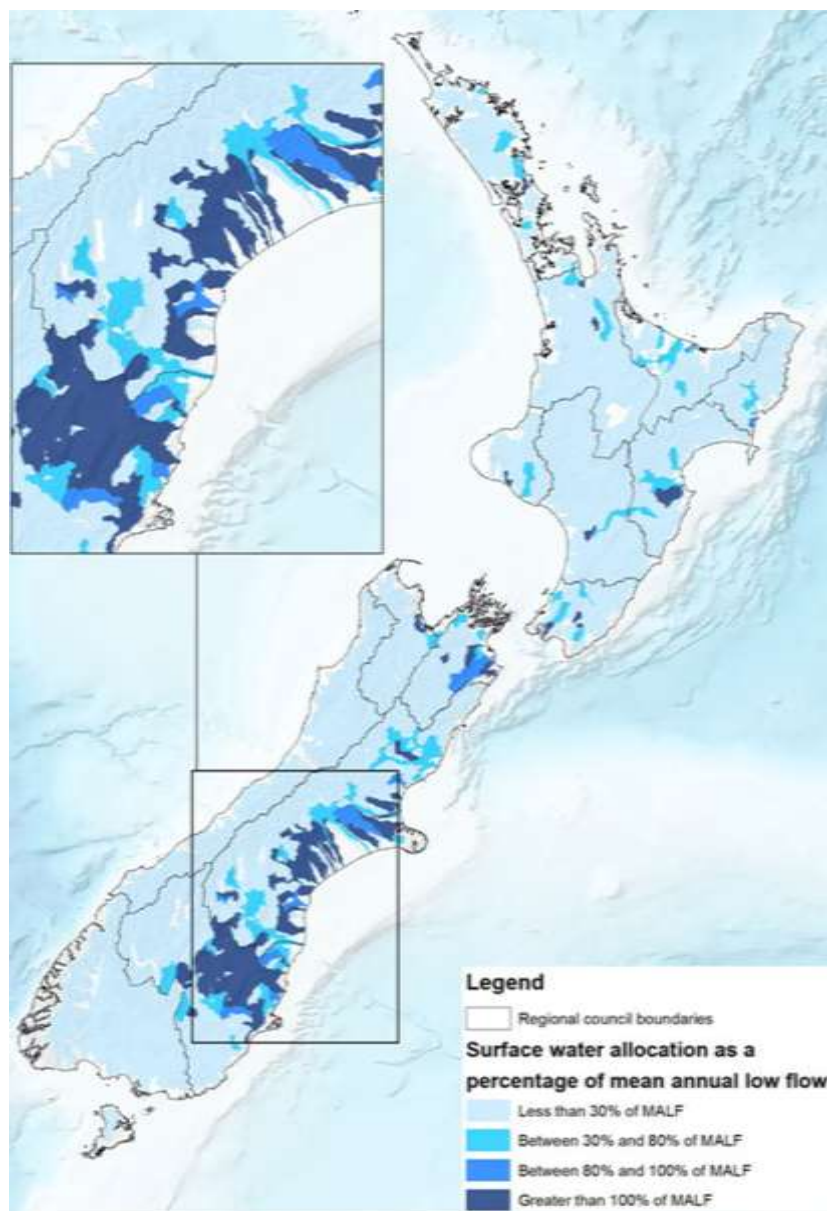 Legend
Regional council boundaries
Surface water allocation as a
percentage of mean annual low flow
Less than 30% of MALF
Between 30% and 80% of MALF
Between 80% and 100% of MALF
Greater than 100% of MALF